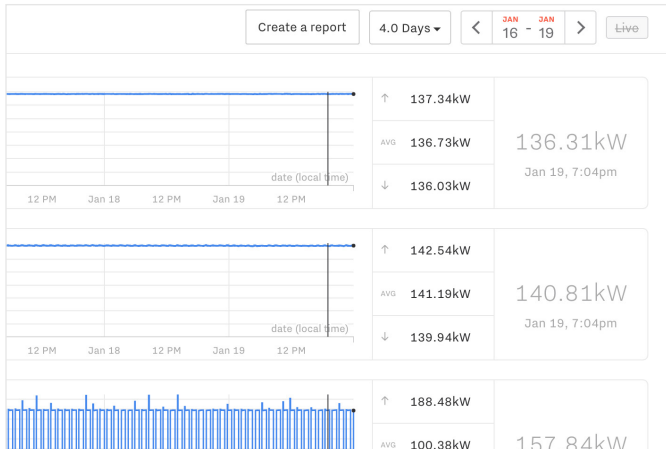 Create a report
4.0 Days
JAN 16 - JAN 19
Live
137.34kW
AVG 136.73kW
136.03kW
136.31kW
Jan 19, 7:04pm
date (local time)
12 PM Jan 18 12 PM Jan 19 12 PM
142.54kW
AVG 141.19kW
139.94kW
140.81kW
Jan 19, 7:04pm
date (local time)
12 PM Jan 18 12 PM Jan 19 12 PM
188.48kW
AVG 100.38kW
157.84kW